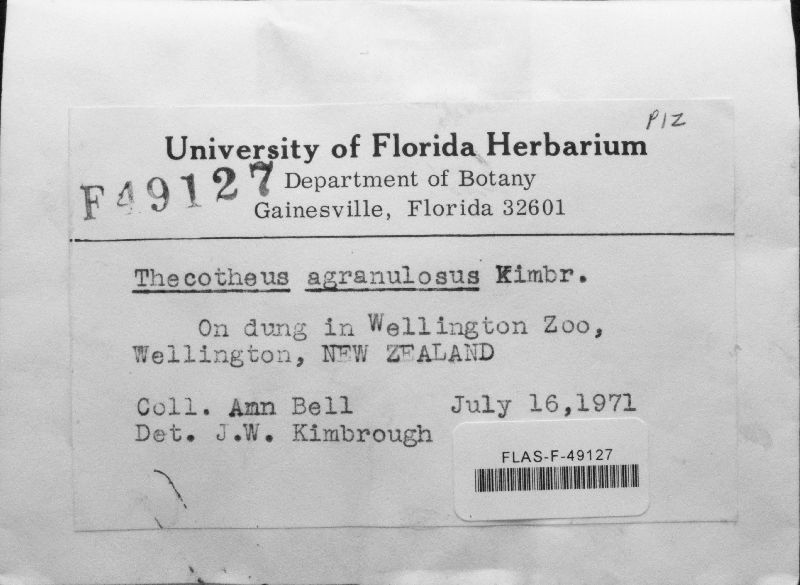 P12
University of Florida Herbarium
F49127
Department of Botany
Gainesville, Florida 32601
Thecotheus agranulosus Kimbr.
On dung in Wellington Zoo,
Wellington, NEW ZEALAND
Coll. Ann Bell July 16,1971
Det. J.W. Kimbrough
FLAS-F-49127